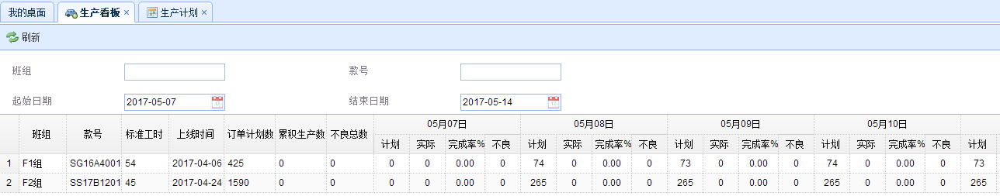 我的桌面 生产看板 生产计划
刷新
班组 款号
起始日期 2017-05-07 结束日期 2017-05-14
05月07日 05月08日 05月09日 05月10日
班组 款号 标准工时 上线时间 订单计划数 累积生产数 不良总数
计划 实际 完成率% 不良 计划 实际 完成率% 不良 计划 实际 完成率% 不良 计划 实际 完成率% 不良 计划
1 F1组 SG16A4001 54 2017-04-06 425 0 0 0 0 0.00 0 74 0 0.00 0 73 0 0.00 0 74 0 0.00 0 73
2 F2组 SS17B1201 45 2017-04-24 1590 0 0 0 0 0.00 0 265 0 0.00 0 265 0 0.00 0 265 0 0.00 0 265